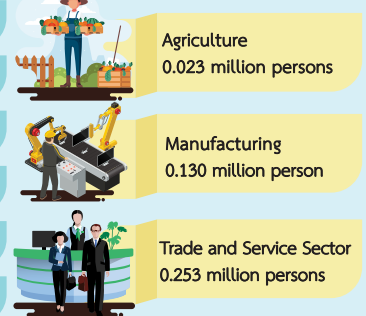 Agriculture
0.023 million persons
Manufacturing
0.130 million person
Trade and Service Sector
0.253 million persons